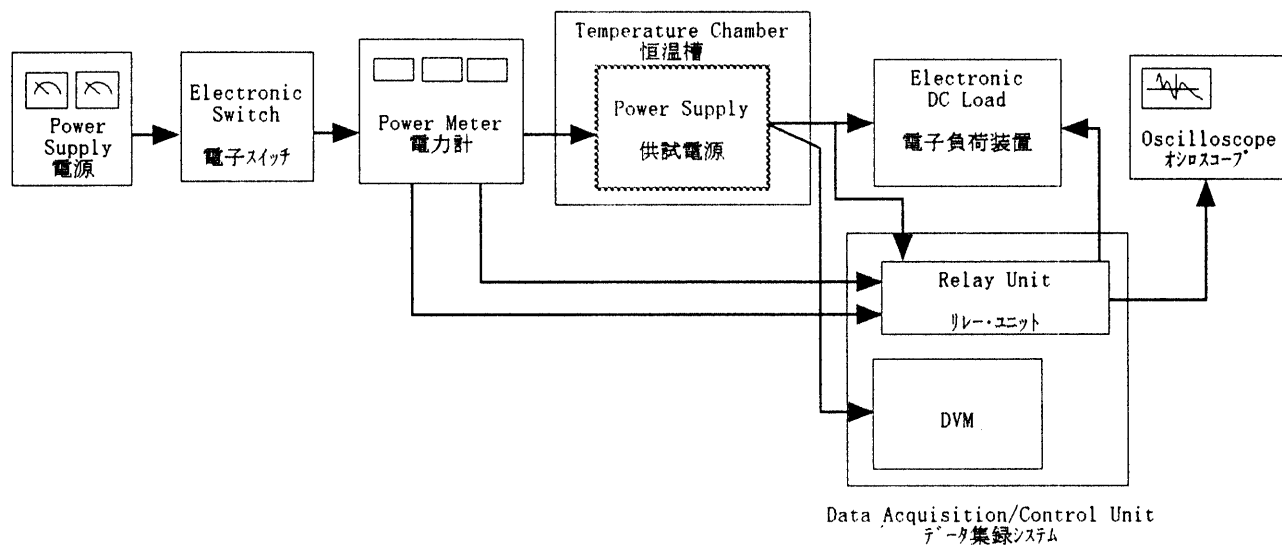 Power
Supply
電源
Electronic
Switch
電子スイッチ
Power Meter
電力計
Temperature Chamber
恒温槽
Power Supply
供試電源
Electronic
DC Load
電子負荷装置
Oscilloscope
オシロスコープ
Relay Unit
リレー・ユニット
DVM
Data Acquisition/Control Unit
データ集録システム